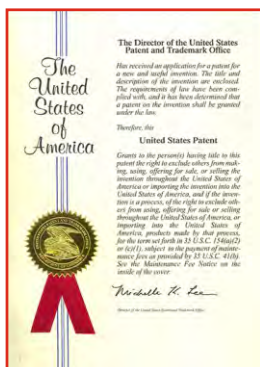 The
United
States
of
America
The Director of the United States
Patent and Trademark Office
Has received an application for a patent for
a new and useful invention. The title and
description of the invention are enclosed.
The requirements of law have been com-
plied with, and it has been determined that
a patent on the invention shall be granted
under the law.
Therefore, this
United States Patent
Grants to the person(s) having title to this
patent the right to exclude others from mak-
ing, using, offering for sale, or selling the
invention throughout the United States of
America or importing the invention into the
United States of America, and if the inven-
tion is a process, of the right to exclude oth-
ers from using, offering for sale or selling
throughout the United States of America, or
importing into the United States of
America, products made by that process,
for the term set forth in 35 U.S.C. 154(a)(2)
or (c)(1), subject to the payment of mainte-
nance fees as provided by 35 U.S.C. 41(b).
See the Maintenance Fee Notice on the
inside of the cover
Michelle K. Lee